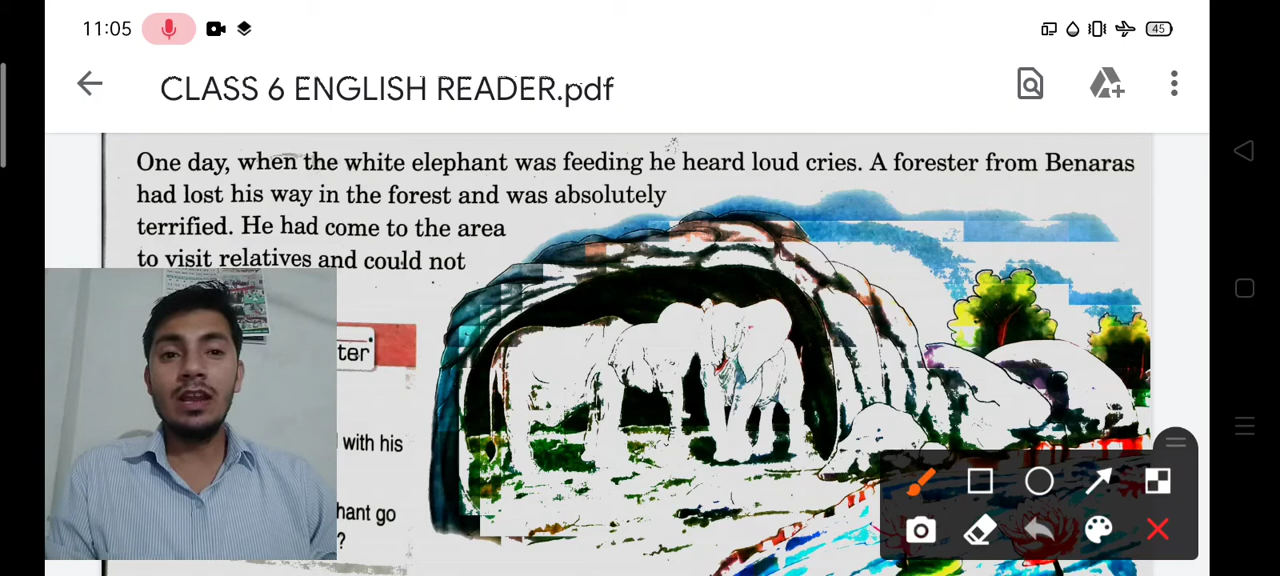 11:05
45
CLASS 6 ENGLISH READER.pdf
One day, when the white elephant was feeding he heard loud cries. A forester from Benaras
had lost his way in the forest and was absolutely
terrified. He had come to the area
to visit relatives and could not
ter
with his
hant go
?